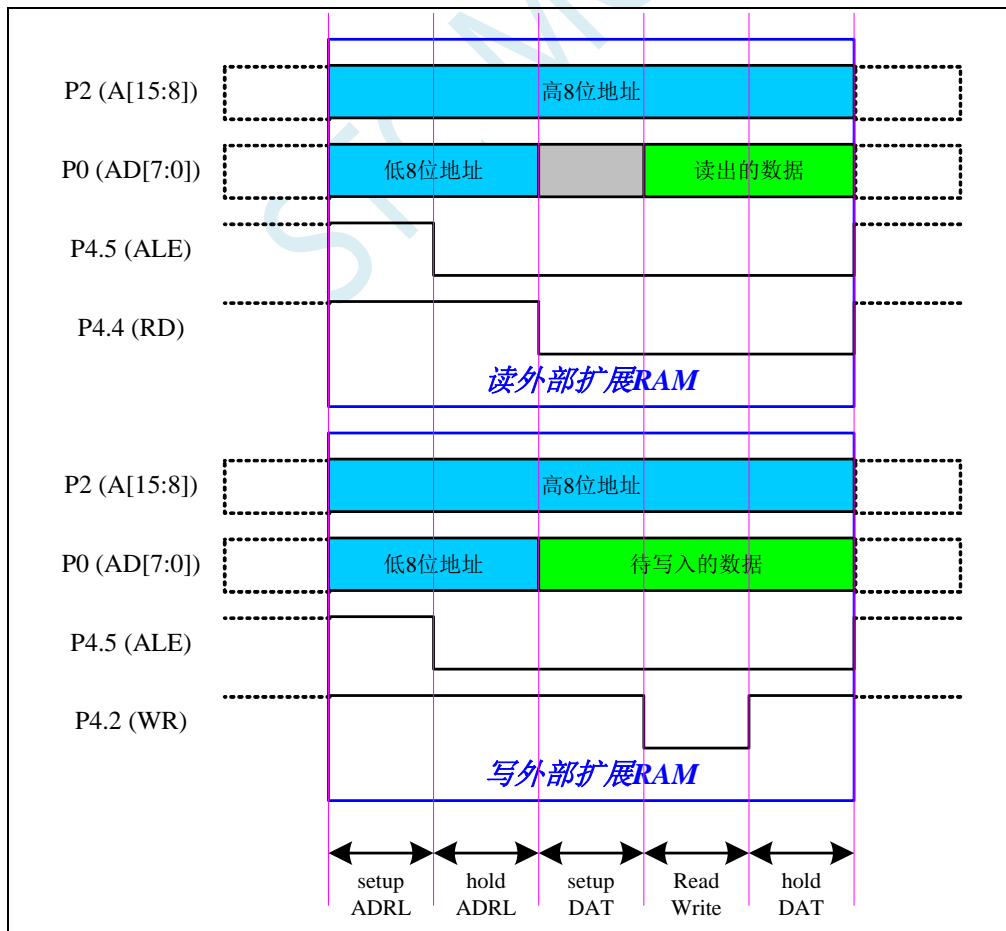 P2 (A[15:8])
高8位地址
P0 (AD[7:0])
低8位地址
读出的数据
P4.5 (ALE)
P4.4 (RD)
读外部扩展RAM
P2 (A[15:8])
高8位地址
P0 (AD[7:0])
低8位地址
待写入的数据
P4.5 (ALE)
P4.2 (WR)
写外部扩展RAM
setup
ADRL
hold
ADRL
setup
DAT
Read
Write
hold
DAT